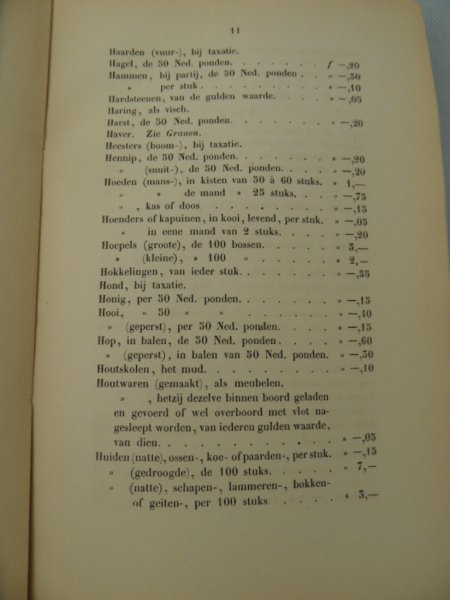 11
Haarden (vuur-), bij taxatie.
Hagel, de 50 Ned. ponden. . . . . . . f —,20
Hammen, bij partij, de 50 Ned. ponden . » —,50
» per stuk . . . . . . . . » —,10
Hardsteenen, van de gulden waarde. . . . » —,05
Haring, als visch.
Harst, de 50 Ned. ponden. . . . . . . » —,20
Haver. Zie Granen.
Heesters (boom-), bij taxatie.
Hennip, de 50 Ned. ponden. . . . . . » —,20
» (snuit-), de 50 Ned. ponden. . . . » —,20
Hoeden (mans-), in kisten van 50 à 60 stuks. » 1,—
» » de mand » 25 stuks. . . » —,75
» , kas of doos. . . . . . . . » —,15
Hoenders of kapuinen, in kooi, levend, per stuk. » —,05
» in eene mand van 2 stuks. . . . » —,20
Hoepels (groote), de 100 bossen. . . . . » 3,—
» (kleine), » 100 » . . . . » 2,—
Hokkelingen, van ieder stuk. . . . . . » —,35
Hond, bij taxatie.
Honig, per 50 Ned. ponden. . . . . . » —,15
Hooi, » 50 » » . . . . . » —,10
» (geperst), per 50 Ned. ponden. . . . » —,15
Hop, in balen, de 50 Ned. ponden. . . . » —,60
» (geperst), in balen van 50 Ned. ponden. » —,50
Houtskolen, het mud. . . . . . . . » —,10
Houtwaren (gemaakt), als meubelen.
» , hetzij dezelve binnen boord geladen
en gevoerd of wel overboord met vlot na-
gesleept worden, van iederen gulden waarde,
van dien. . . . . . . . . . » —,05
Huiden (natte), ossen-, koe- of paarden-, per stuk. » —,15
» (gedroogde), de 100 stuks. . . . . » 7,—
» (natte), schapen-, lammeren-, bokken-
of geiten-, per 100 stuks . . . . . » 3,—